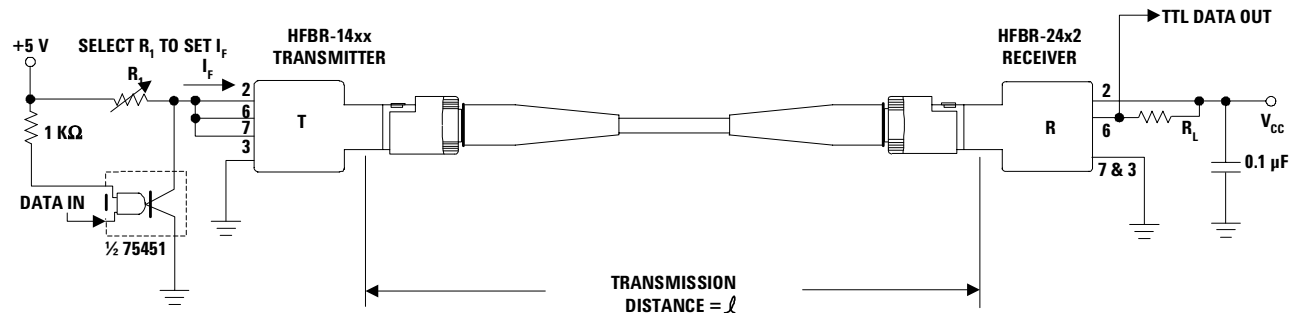 +5 V
SELECT R1 TO SET IF
IF
R1
HFBR-14xx
TRANSMITTER
2
6
7
3
T
1 KΩ
DATA IN
½ 75451
TRANSMISSION
DISTANCE = ℓ
HFBR-24x2
RECEIVER
R
TTL DATA OUT
2
6
7 & 3
RL
VCC
0.1 µF